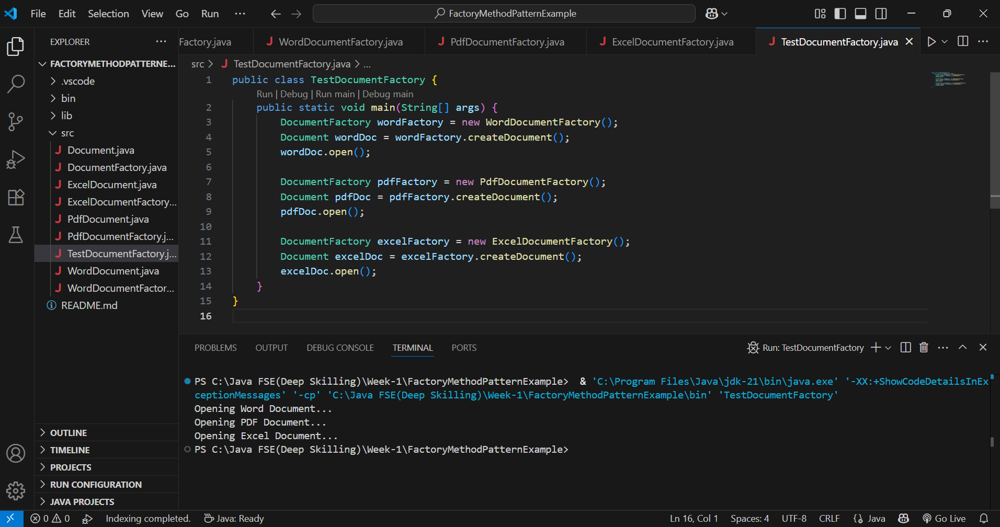 File Edit Selection View Go Run ··· FactoryMethodPatternExample
EXPLORER ···
FACTORYMETHODPATTERNE...
.vscode
bin
lib
src
Document.java
DocumentFactory.java
ExcelDocument.java
ExcelDocumentFactory...
PdfDocument.java
PdfDocumentFactory.j...
TestDocumentFactory.j...
WordDocument.java
WordDocumentFactor...
README.md
OUTLINE
TIMELINE
PROJECTS
RUN CONFIGURATION
JAVA PROJECTS
Factory.java WordDocumentFactory.java PdfDocumentFactory.java ExcelDocumentFactory.java TestDocumentFactory.java
src > TestDocumentFactory.java > ...
1 public class TestDocumentFactory {
Run | Debug | Run main | Debug main
2 public static void main(String[] args) {
3 DocumentFactory wordFactory = new WordDocumentFactory();
4 Document wordDoc = wordFactory.createDocument();
5 wordDoc.open();
6
7 DocumentFactory pdfFactory = new PdfDocumentFactory();
8 Document pdfDoc = pdfFactory.createDocument();
9 pdfDoc.open();
10
11 DocumentFactory excelFactory = new ExcelDocumentFactory();
12 Document excelDoc = excelFactory.createDocument();
13 excelDoc.open();
14 }
15 }
16
PROBLEMS OUTPUT DEBUG CONSOLE TERMINAL PORTS Run: TestDocumentFactory
PS C:\Java FSE(Deep Skilling)\Week-1\FactoryMethodPatternExample> & 'C:\Program Files\Java\jdk-21\bin\java.exe' '-XX:+ShowCodeDetailsInEx
ceptionMessages' '-cp' 'C:\Java FSE(Deep Skilling)\Week-1\FactoryMethodPatternExample\bin' 'TestDocumentFactory'
Opening Word Document...
Opening PDF Document...
Opening Excel Document...
PS C:\Java FSE(Deep Skilling)\Week-1\FactoryMethodPatternExample>
0 0 Indexing completed. Java: Ready Ln 16, Col 1 Spaces: 4 UTF-8 CRLF Java Go Live